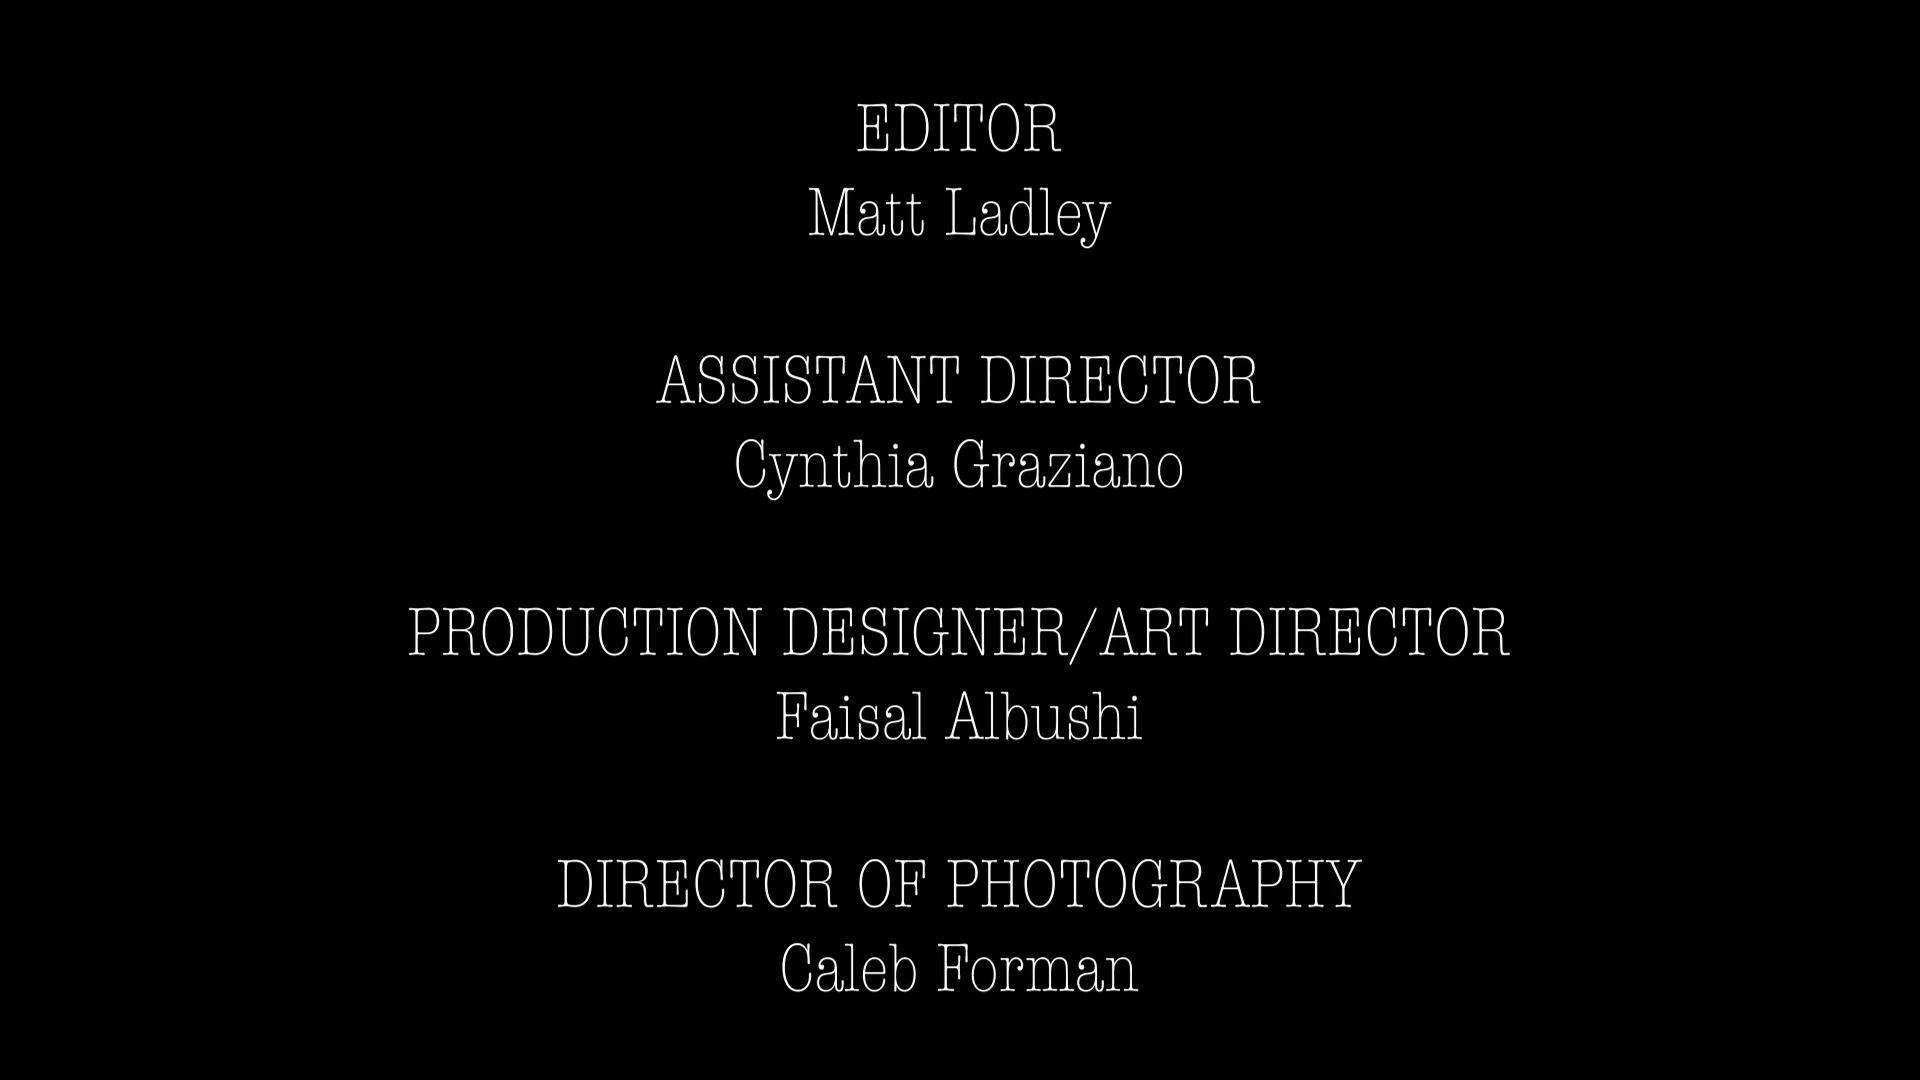 EDITOR
Matt Ladley
ASSISTANT DIRECTOR
Cynthia Graziano
PRODUCTION DESIGNER/ART DIRECTOR
Faisal Albushi
DIRECTOR OF PHOTOGRAPHY
Caleb Forman